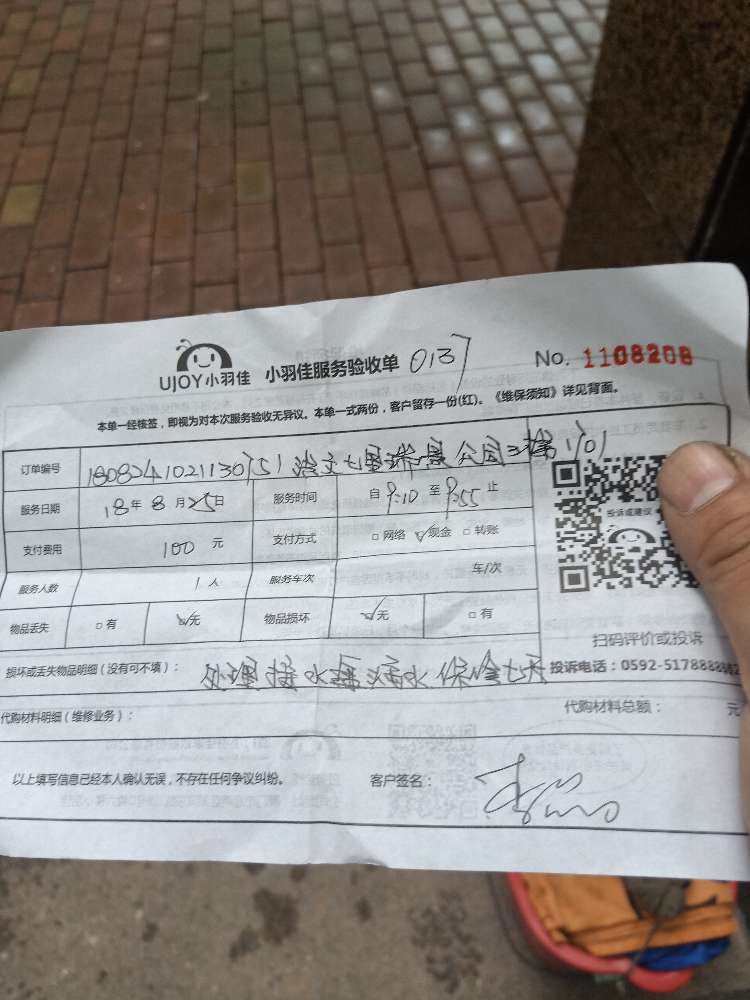 UJOY小羽佳 小羽佳服务验收单 0137 No. 1108208
本单一经核签，即视为对本次服务验收无异议。本单一式两份，客户留存一份(红)。《维保须知》详见背面。
订单编号 1808241021130751
服务日期 18年8月25日 服务时间 自9:10至9:55止
支付费用 100元 支付方式 □网络 ☑现金 □转账
投诉或建议
服务人数 1人 服务车次 车/次
物品丢失 □有 ☑无 物品损坏 ☑无 □有
扫码评价或投诉
损坏或丢失物品明细（没有可不填）： 处理接水 滴水保修七天
投诉电话：0592-5178888
代购材料明细（维修业务）： 代购材料总额： 元
以上填写信息已经本人确认无误，不存在任何争议纠纷。 客户签名：